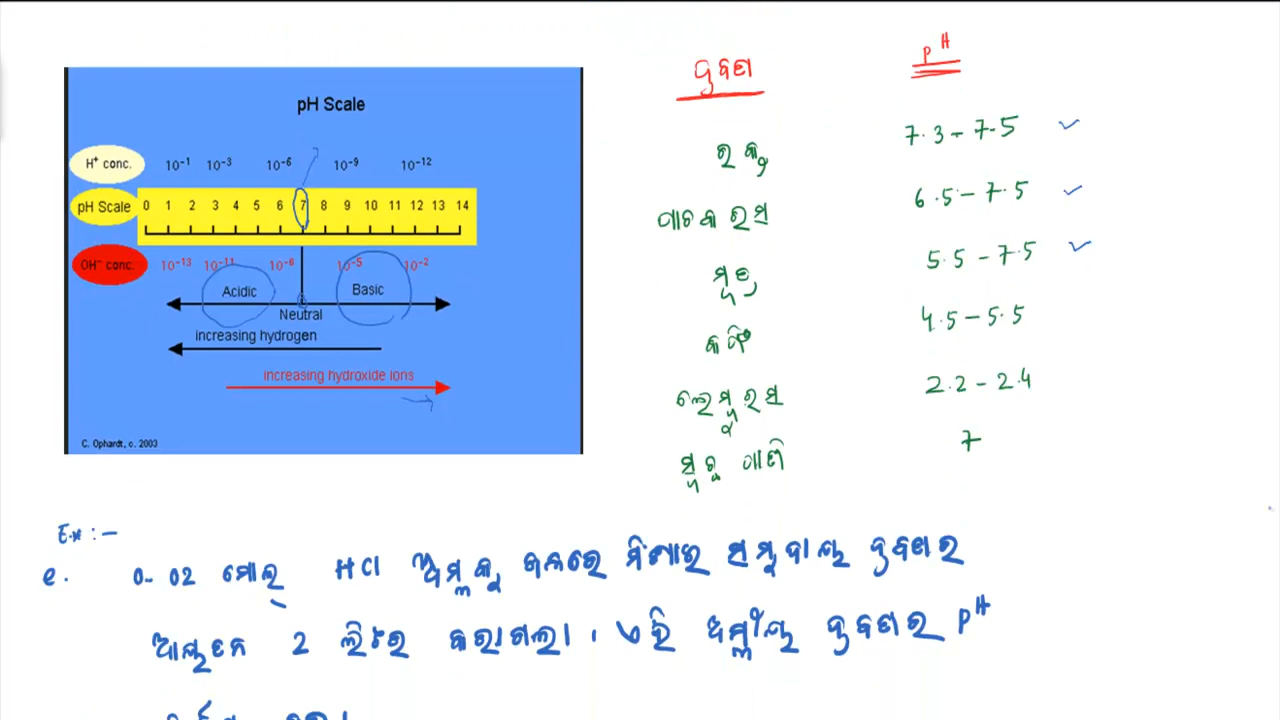 pH Scale
H⁺ conc. 10⁻¹ 10⁻³ 10⁻⁶ 10⁻⁹ 10⁻¹²
pH Scale 0 1 2 3 4 5 6 7 8 9 10 11 12 13 14
OH⁻ conc. 10⁻¹³ 10⁻¹¹ 10⁻⁸ 10⁻⁵ 10⁻²
Acidic Basic
Neutral
increasing hydrogen
increasing hydroxide ions
C. Ophardt, c. 2003
ଦ୍ରବଣ pH
ରକ୍ତ 7.3 - 7.5
ପାଚକ ରସ 6.5 - 7.5
ମୂତ୍ର 5.5 - 7.5
କଫି 4.5 - 5.5
ଲେମ୍ବୁ ରସ 2.2 - 2.4
ଶୁଦ୍ଧ ପାଣି 7
Ex :-
୧. 0.02 ମୋଲ୍ HCl ଅମ୍ଳକୁ ଜଳରେ ମିଶାଇ ସମୁଦାୟ ଦ୍ରବଣର
ଆୟତନ 2 ଲିଟର କରାଗଲା । ଏହି ଅମ୍ଳୀୟ ଦ୍ରବଣର pH